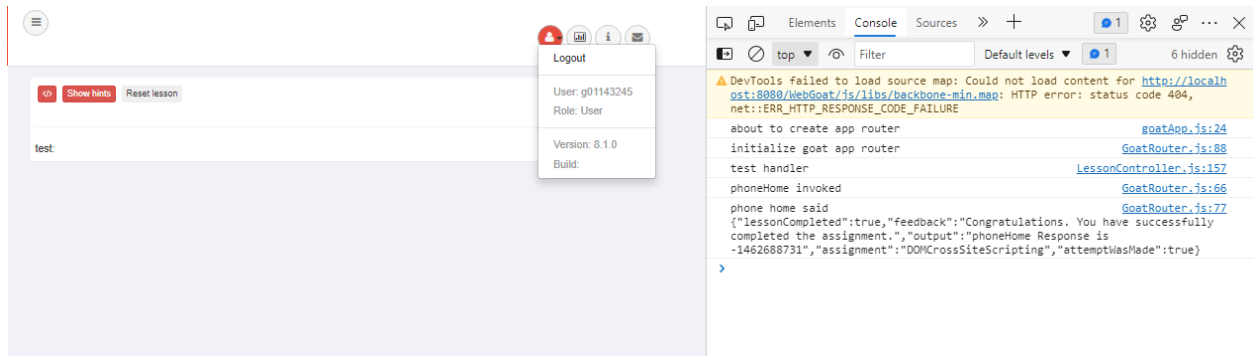 Logout
User: g01143245
Role: User
Version: 8.1.0
Build:
</> Show hints Reset lesson
test:
Elements Console Sources
1
top ▼ Filter Default levels ▼ 1 6 hidden
DevTools failed to load source map: Could not load content for http://localh
ost:8080/WebGoat/js/libs/backbone-min.map: HTTP error: status code 404,
net::ERR_HTTP_RESPONSE_CODE_FAILURE
about to create app router goatApp.js:24
initialize goat app router GoatRouter.js:88
test handler LessonController.js:157
phoneHome invoked GoatRouter.js:66
phone home said GoatRouter.js:77
{"lessonCompleted":true,"feedback":"Congratulations. You have successfully
completed the assignment.","output":"phoneHome Response is
-1462688731","assignment":"DOMCrossSiteScripting","attemptWasMade":true}